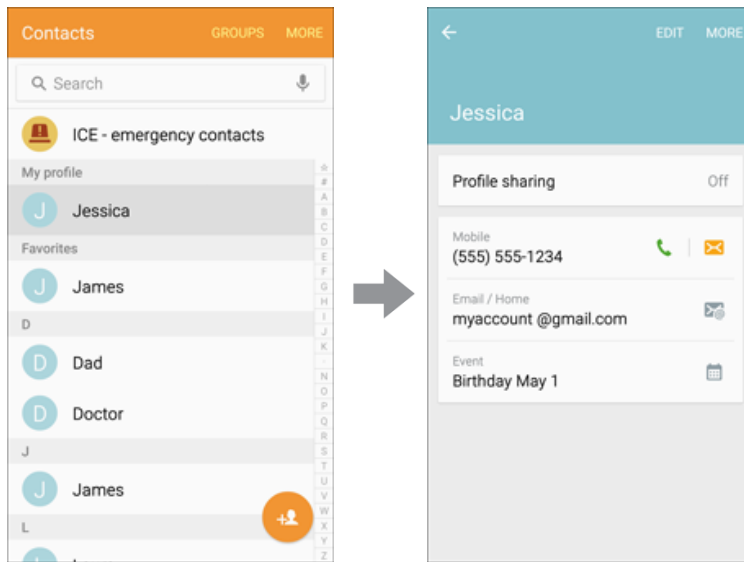 Contacts GROUPS MORE
Search
ICE - emergency contacts
My profile
J Jessica
Favorites
J James
D
D Dad
D Doctor
J
J James
L
☆
#
A
B
C
D
E
F
G
H
I
J
K
·
N
O
P
Q
R
S
T
U
V
W
X
Y
Z
EDIT MORE
Jessica
Profile sharing Off
Mobile
(555) 555-1234
Email / Home
myaccount @gmail.com
Event
Birthday May 1